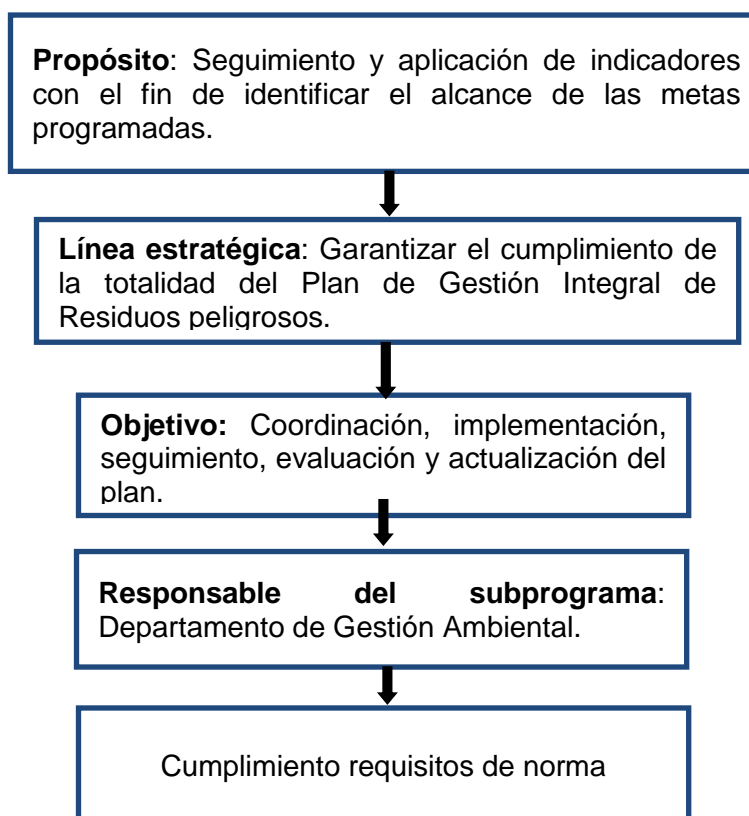 Propósito: Seguimiento y aplicación de indicadores
con el fin de identificar el alcance de las metas
programadas.
Línea estratégica: Garantizar el cumplimiento de
la totalidad del Plan de Gestión Integral de
Residuos peligrosos.
Objetivo: Coordinación, implementación,
seguimiento, evaluación y actualización del
plan.
Responsable del subprograma:
Departamento de Gestión Ambiental.
Cumplimiento requisitos de norma